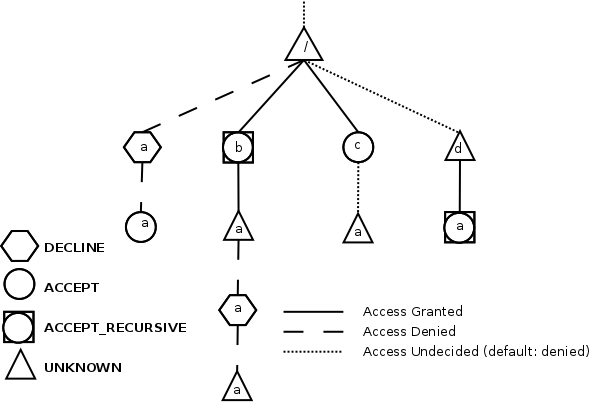 /
a
b
c
d
a
a
a
a
a
a
DECLINE
ACCEPT
ACCEPT_RECURSIVE
UNKNOWN
Access Granted
Access Denied
Access Undecided (default: denied)